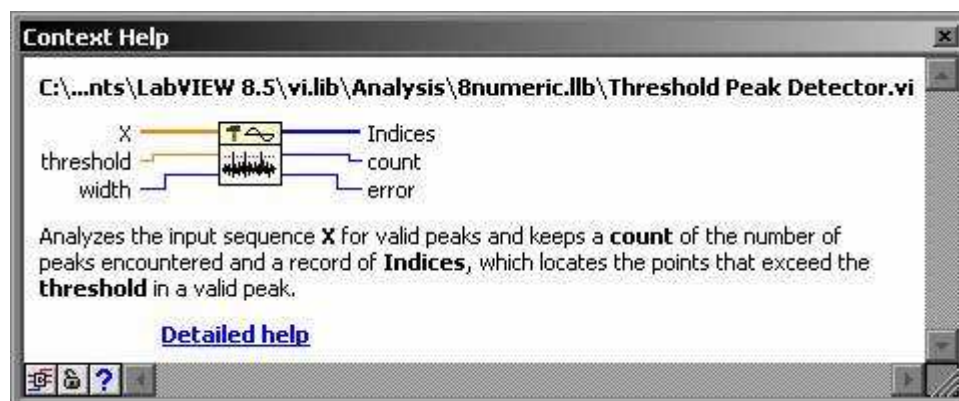 Context Help
C:\...nts\LabVIEW 8.5\vi.lib\Analysis\8numeric.llb\Threshold Peak Detector.vi
X
Indices
threshold
count
width
error
Analyzes the input sequence X for valid peaks and keeps a count of the number of
peaks encountered and a record of Indices, which locates the points that exceed the
threshold in a valid peak.
Detailed help
?